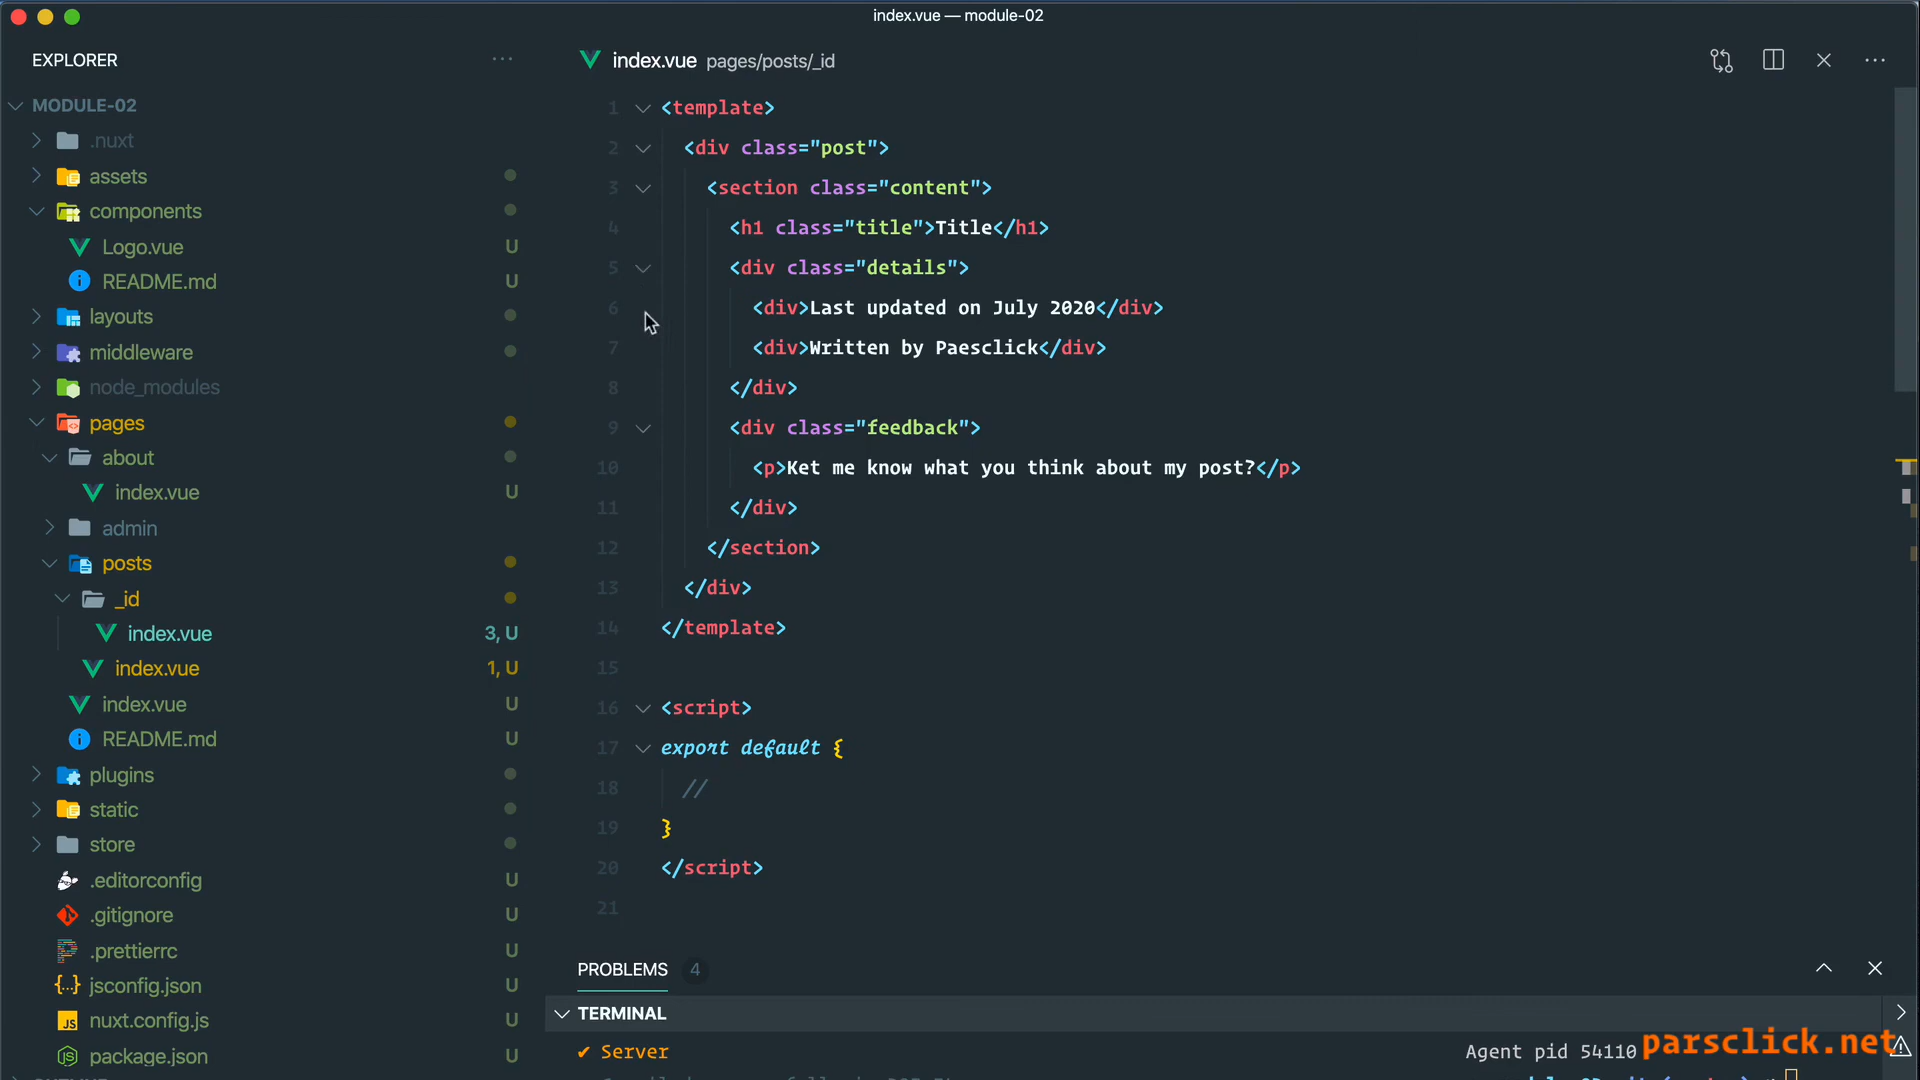 index.vue — module-02
EXPLORER
MODULE-02
.nuxt
assets
components
Logo.vue U
README.md U
layouts
middleware
node_modules
pages
about
index.vue U
admin
posts
_id
index.vue 3, U
index.vue 1, U
index.vue U
README.md U
plugins
static
store
.editorconfig U
.gitignore U
.prettierrc U
jsconfig.json U
nuxt.config.js U
package.json U
index.vue pages/posts/_id
1 <template>
2 <div class="post">
3 <section class="content">
4 <h1 class="title">Title</h1>
5 <div class="details">
6 <div>Last updated on July 2020</div>
7 <div>Written by Paesclick</div>
8 </div>
9 <div class="feedback">
10 <p>Ket me know what you think about my post?</p>
11 </div>
12 </section>
13 </div>
14 </template>
15
16 <script>
17 export default {
18 //
19 }
20 </script>
21
PROBLEMS 4
TERMINAL
✔ Server
Agent pid 54110
parsclick.net